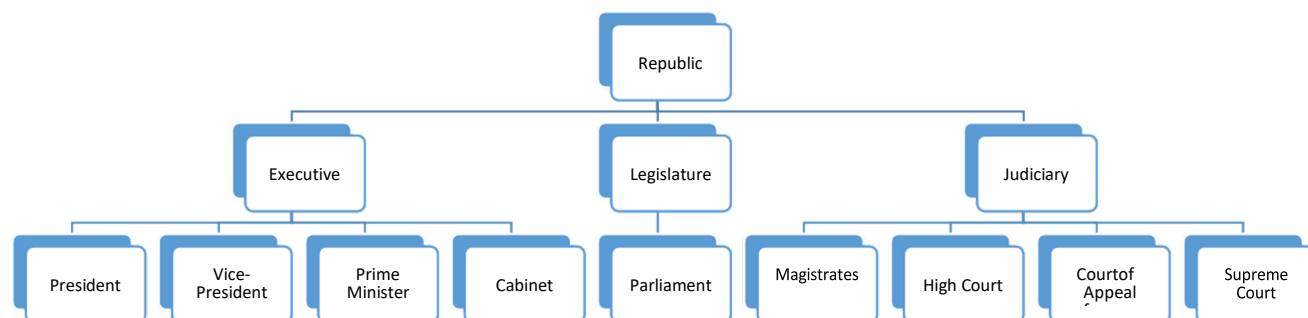 Republic
Executive
Legislature
Judiciary
President
Vice-
President
Prime
Minister
Cabinet
Parliament
Magistrates
High Court
Courtof
Appeal
Supreme
Court